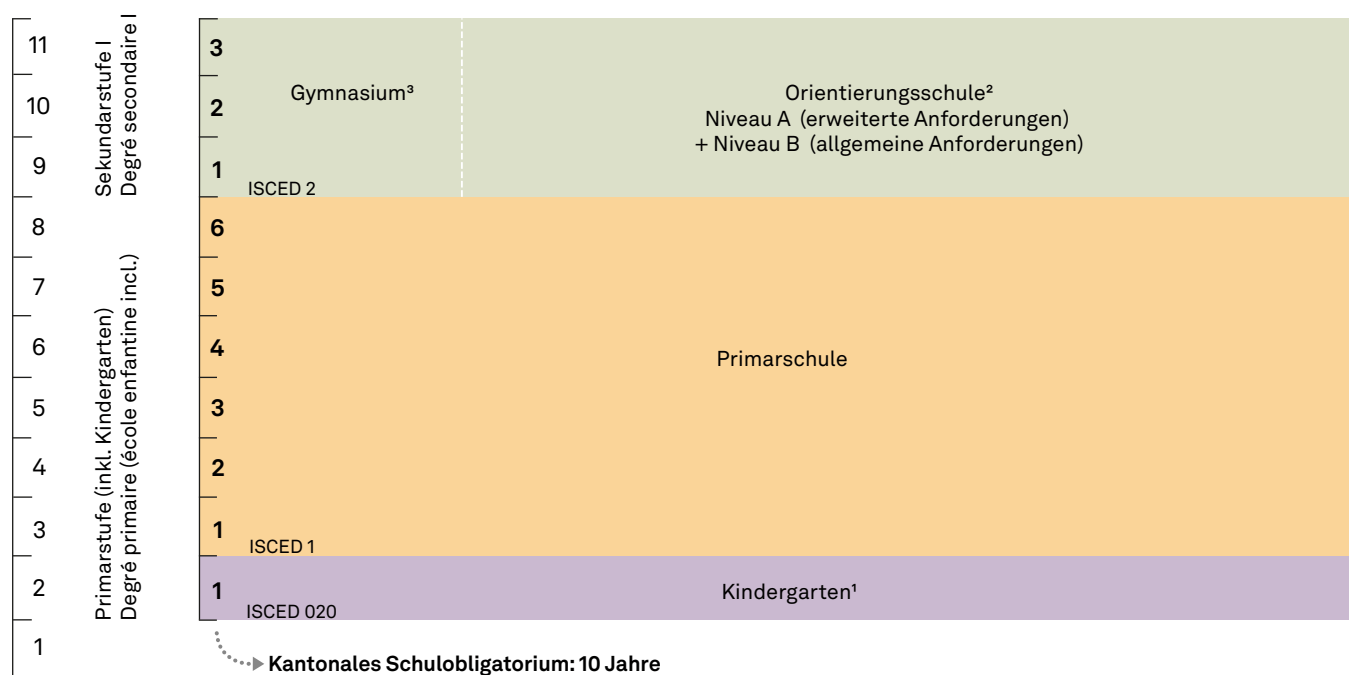 11
10
9
8
7
6
5
4
3
2
1
Sekundarstufe I
Degré secondaire I
Primarstufe (inkl. Kindergarten)
Degré primaire (école enfantine incl.)
3
2
1
ISCED 2
Gymnasium³
Orientierungsschule²
Niveau A (erweiterte Anforderungen)
+ Niveau B (allgemeine Anforderungen)
6
5
4
3
2
1
ISCED 1
Primarschule
1
ISCED 020
Kindergarten¹
Kantonales Schulobligatorium: 10 Jahre